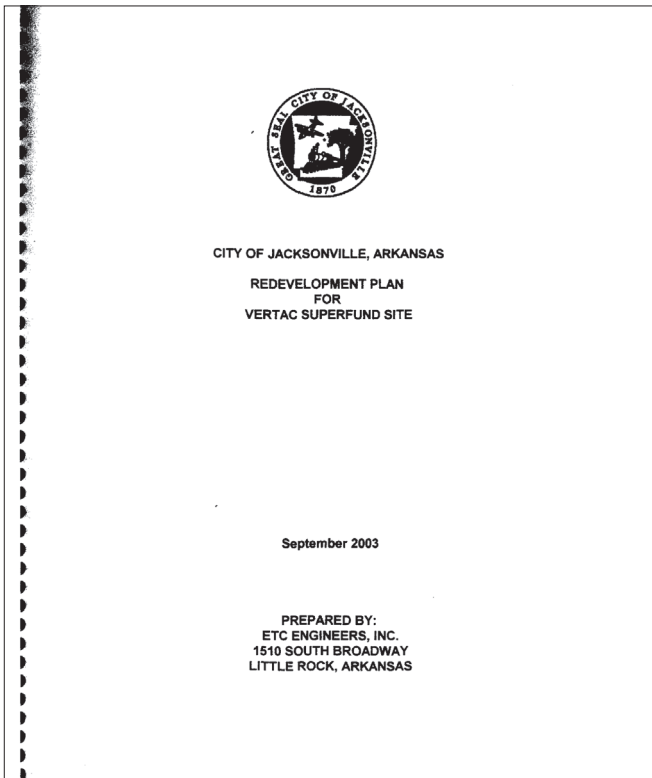 GREAT SEAL CITY OF JACKSONVILLE
1870
CITY OF JACKSONVILLE, ARKANSAS
REDEVELOPMENT PLAN
FOR
VERTAC SUPERFUND SITE
September 2003
PREPARED BY:
ETC ENGINEERS, INC.
1510 SOUTH BROADWAY
LITTLE ROCK, ARKANSAS